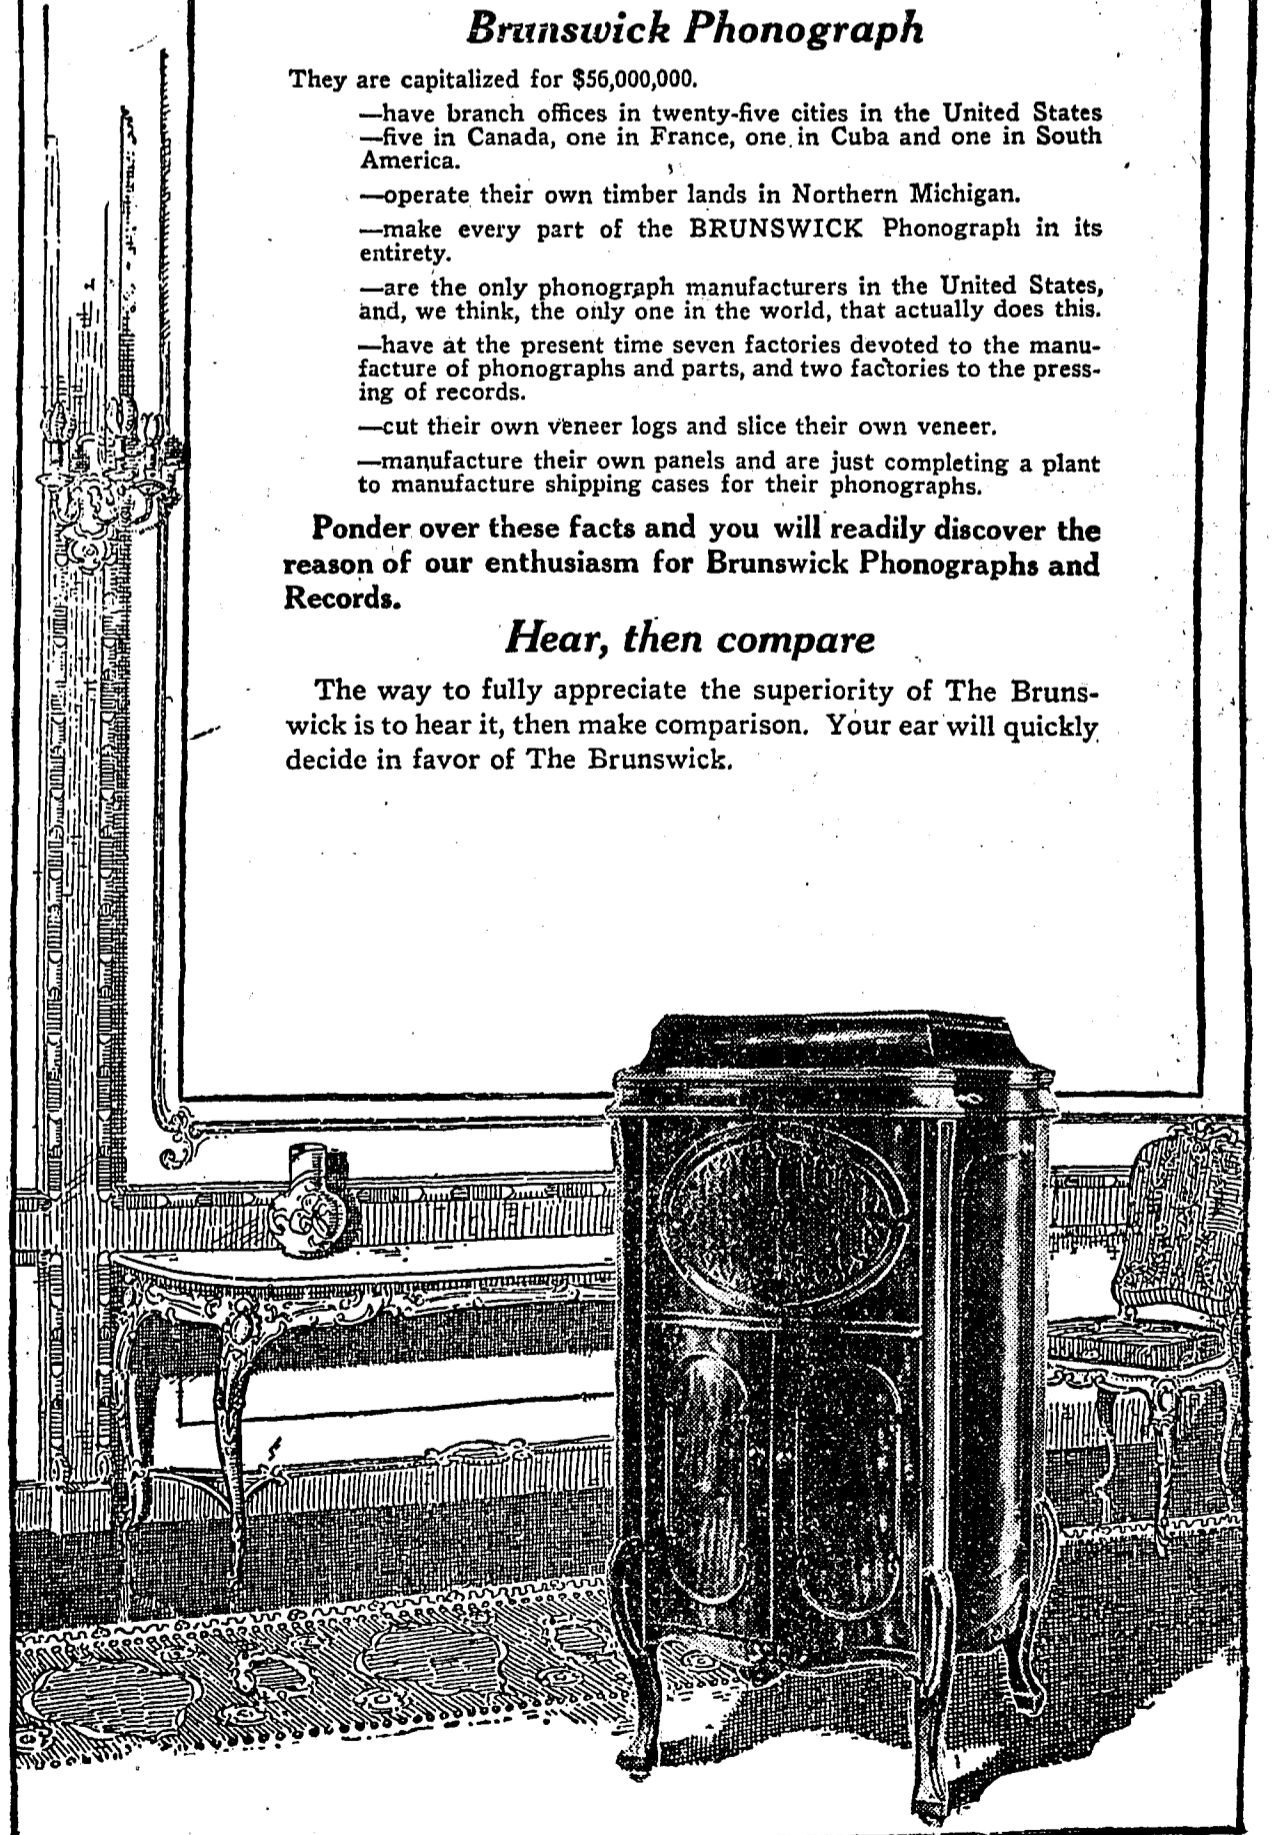 Brunswick Phonograph
They are capitalized for $56,000,000.
—have branch offices in twenty-five cities in the United States
—five in Canada, one in France, one in Cuba and one in South
America.
—operate their own timber lands in Northern Michigan.
—make every part of the BRUNSWICK Phonograph in its
entirety.
—are the only phonograph manufacturers in the United States,
and, we think, the only one in the world, that actually does this.
—have at the present time seven factories devoted to the manu-
facture of phonographs and parts, and two factories to the press-
ing of records.
—cut their own veneer logs and slice their own veneer.
—manufacture their own panels and are just completing a plant
to manufacture shipping cases for their phonographs.
Ponder over these facts and you will readily discover the
reason of our enthusiasm for Brunswick Phonographs and
Records.
Hear, then compare
The way to fully appreciate the superiority of The Bruns-
wick is to hear it, then make comparison. Your ear will quickly
decide in favor of The Brunswick.